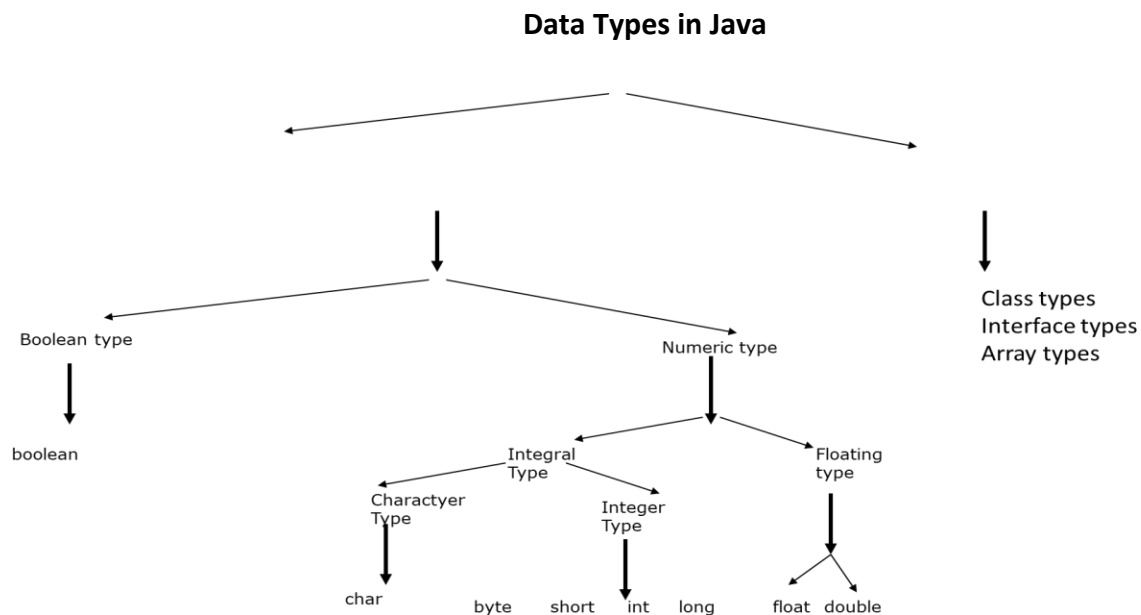 Data Types in Java
Class types
Interface types
Array types
Boolean type
Numeric type
boolean
Integral
Type
Floating
type
Charactyer
Type
Integer
Type
char
byte short int long
float double